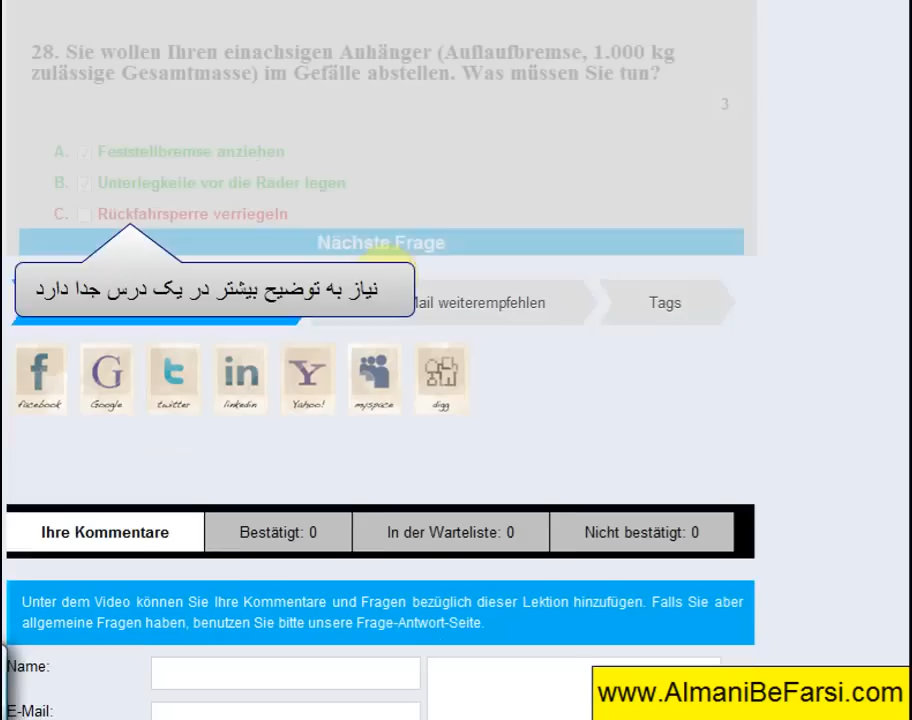 28. Sie wollen Ihren einachsigen Anhänger (Auflaufbremse, 1.000 kg
zulässige Gesamtmasse) im Gefälle abstellen. Was müssen Sie tun?
3
A. Feststellbremse anziehen
B. Unterlegkeile vor die Räder legen
C. Rückfahrsperre verriegeln
Nächste Frage
نیاز به توضیح بیشتر در یک درس جدا دارد
Mail weiterempfehlen
Tags
facebook Google twitter linkedin Yahoo! myspace digg
Ihre Kommentare Bestätigt: 0 In der Warteliste: 0 Nicht bestätigt: 0
Unter dem Video können Sie Ihre Kommentare und Fragen bezüglich dieser Lektion hinzufügen. Falls Sie aber
allgemeine Fragen haben, benutzen Sie bitte unsere Frage-Antwort-Seite.
Name:
E-Mail:
www.AlmaniBeFarsi.com